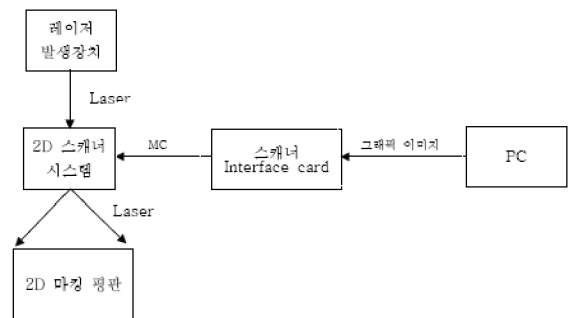 레이저
발생장치
Laser
2D 스캐너
시스템
MC
스캐너
Interface card
그래픽 이미지
PC
Laser
2D 마킹 평판